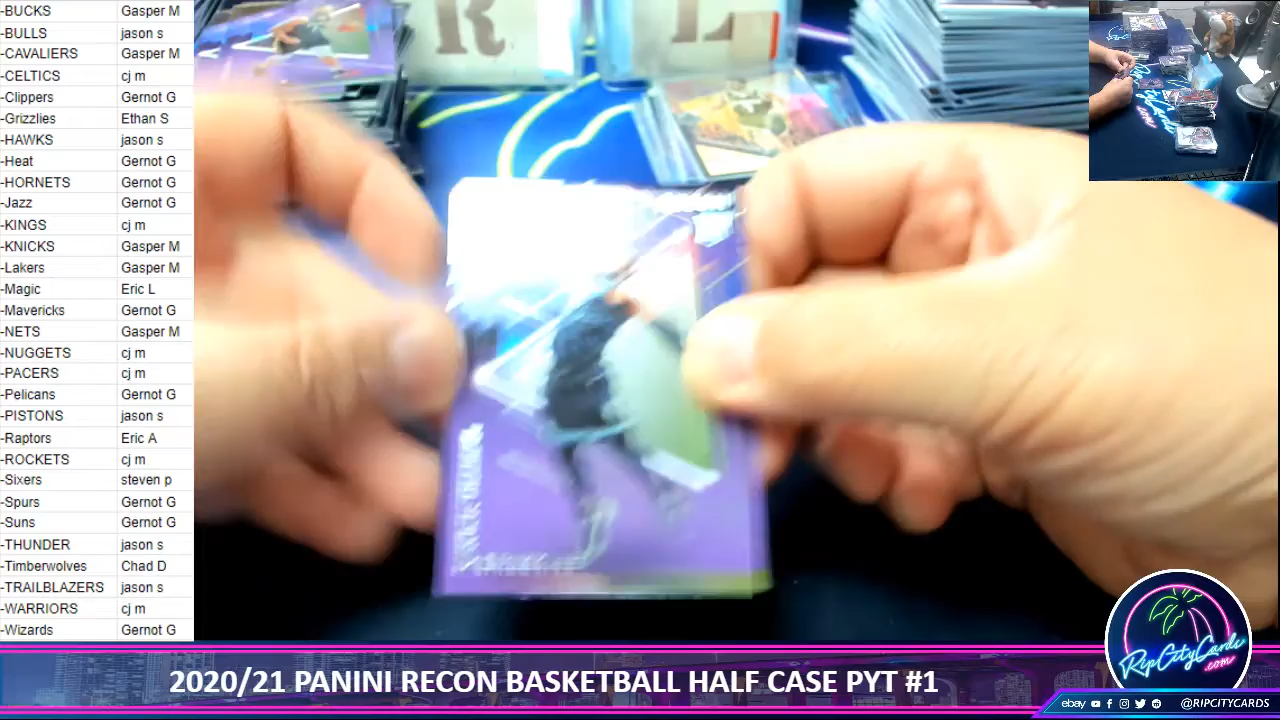 -BUCKS Gasper M
-BULLS jason s
-CAVALIERS Gasper M
-CELTICS cj m
-Clippers Gernot G
-Grizzlies Ethan S
-HAWKS jason s
-Heat Gernot G
-HORNETS Gernot G
-Jazz Gernot G
-KINGS cj m
-KNICKS Gasper M
-Lakers Gasper M
-Magic Eric L
-Mavericks Gernot G
-NETS Gasper M
-NUGGETS cj m
-PACERS cj m
-Pelicans Gernot G
-PISTONS jason s
-Raptors Eric A
-ROCKETS cj m
-Sixers steven p
-Spurs Gernot G
-Suns Gernot G
-THUNDER jason s
-Timberwolves Chad D
-TRAILBLAZERS jason s
-WARRIORS cj m
-Wizards Gernot G
R E
2020/21 PANINI RECON BASKETBALL HALF CASE PYT #1
RipCityCards
.com
ebay @RIPCITYCARDS